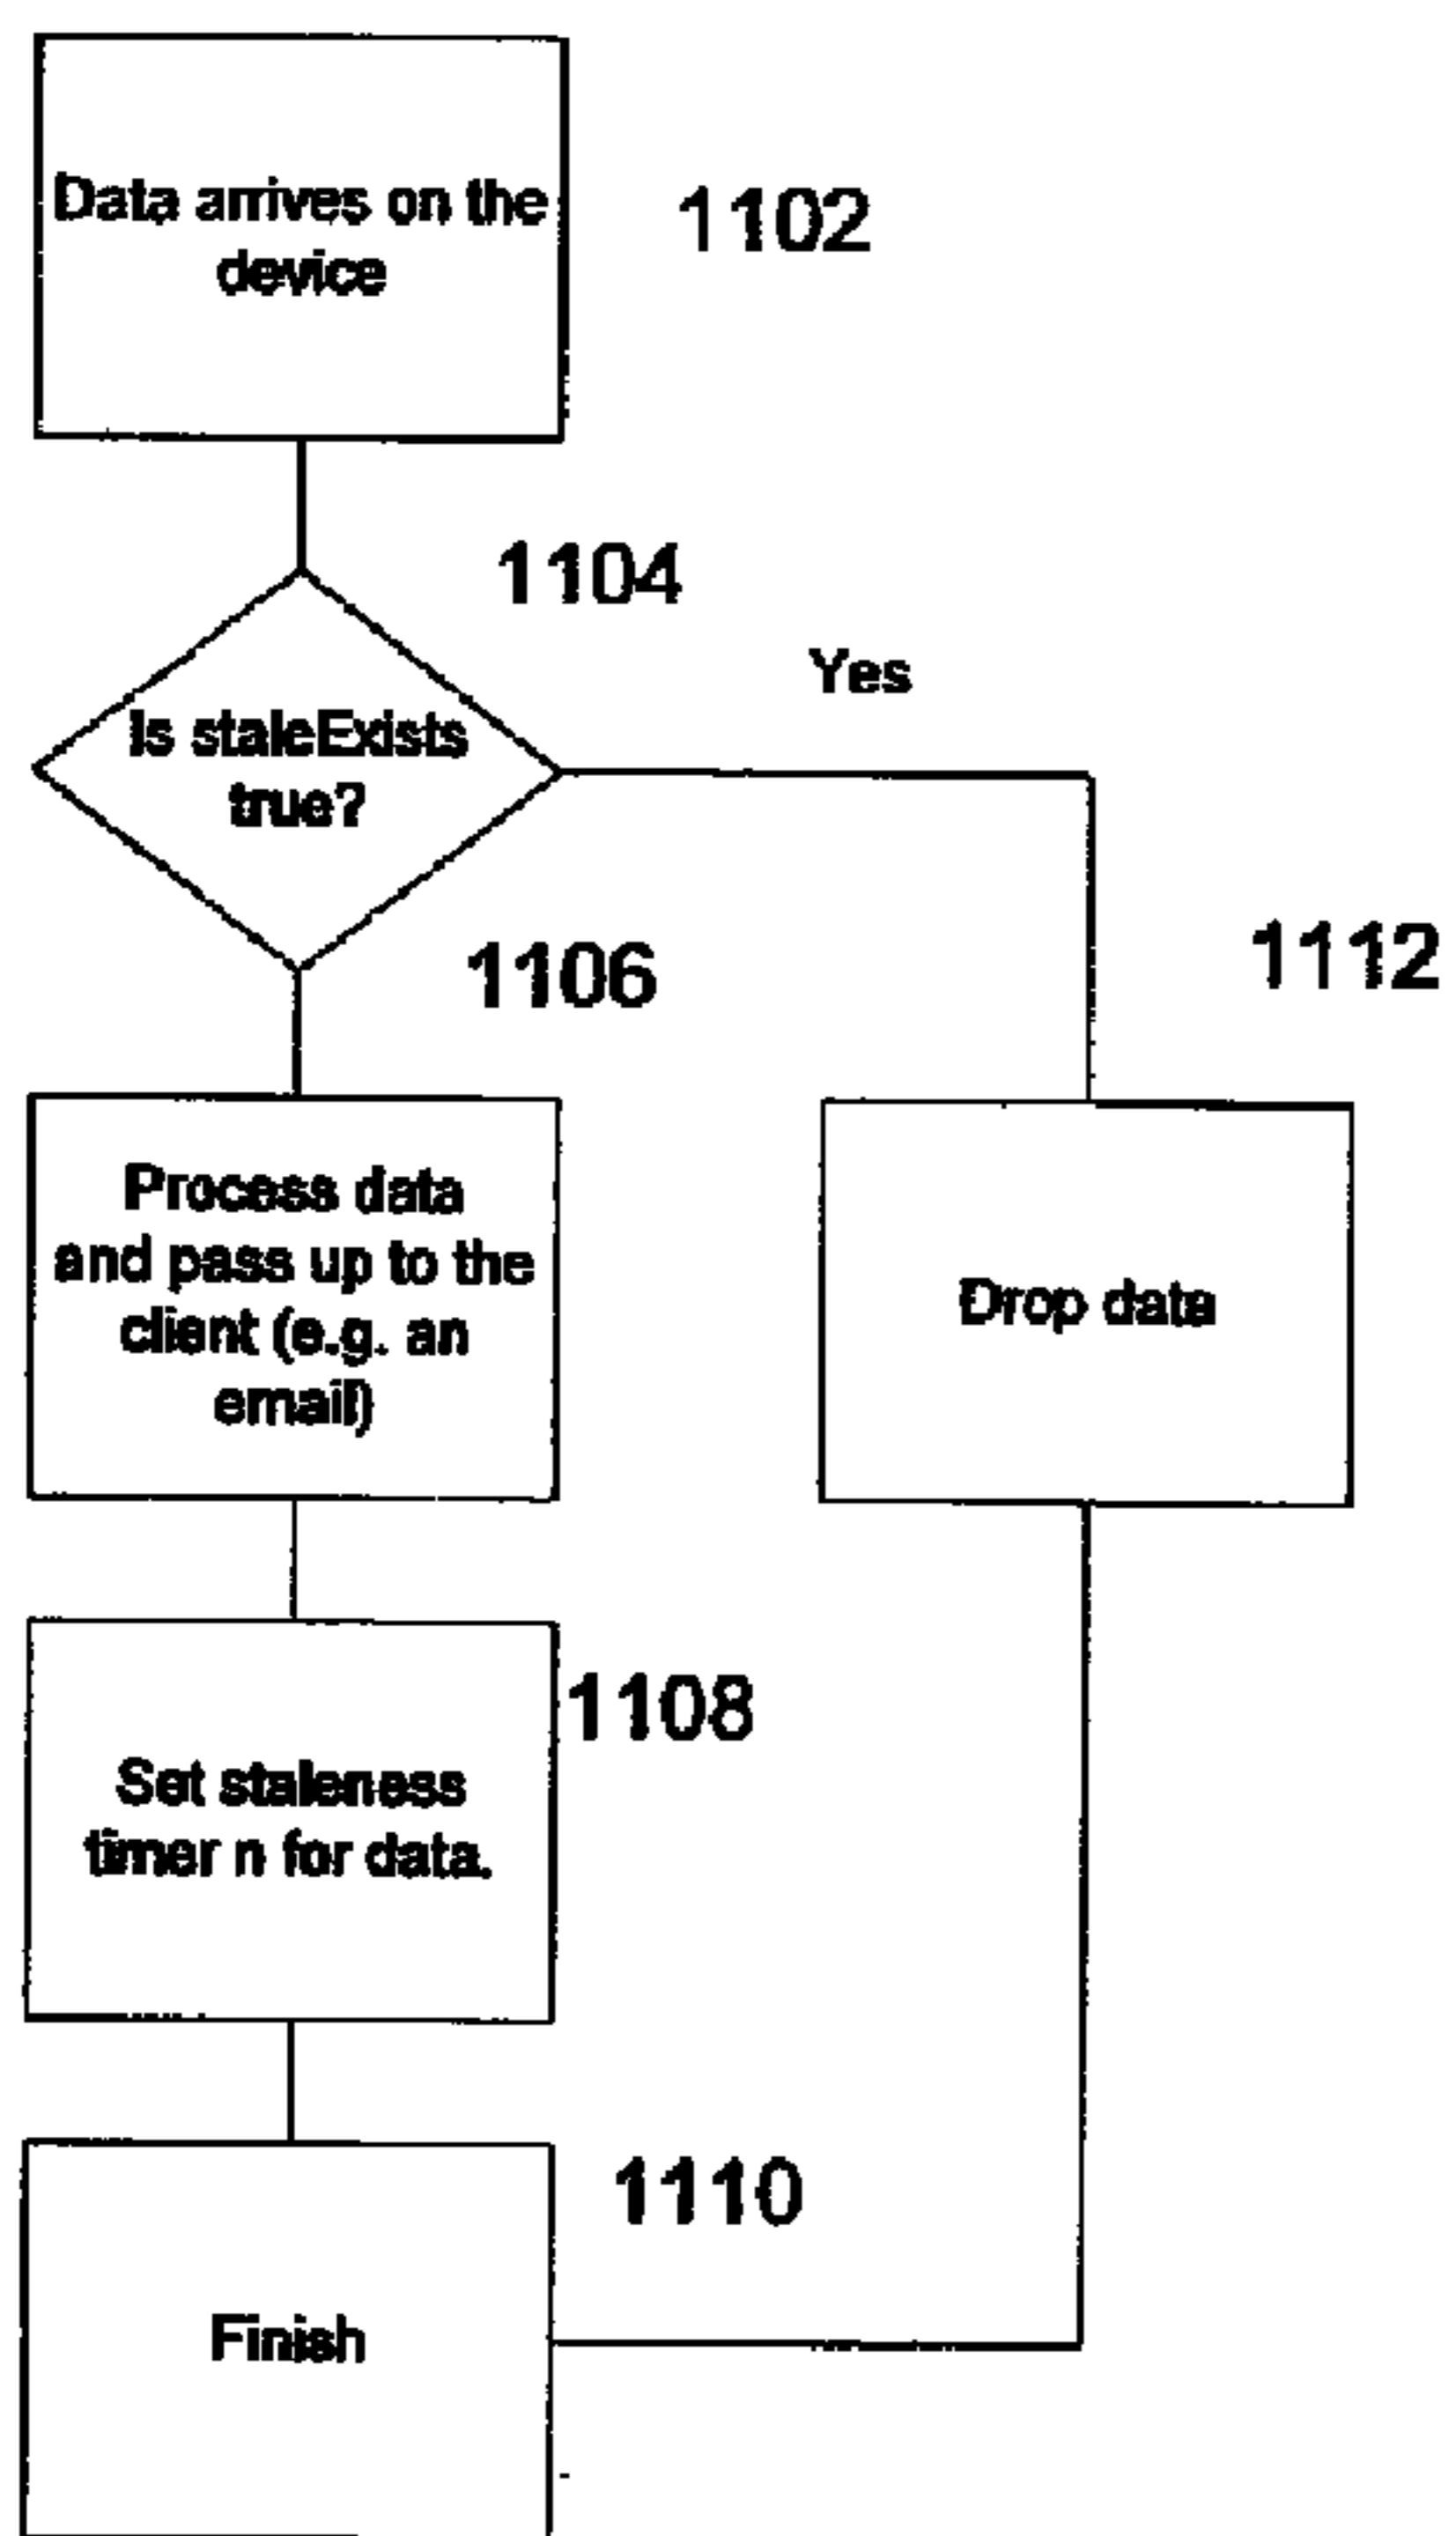 Data arrives on the
device
1102
1104
Is staleExists
true?
Yes
1106
1112
Process data
and pass up to the
client (e.g. an
email)
Drop data
1108
Set staleness
timer n for data.
1110
Finish